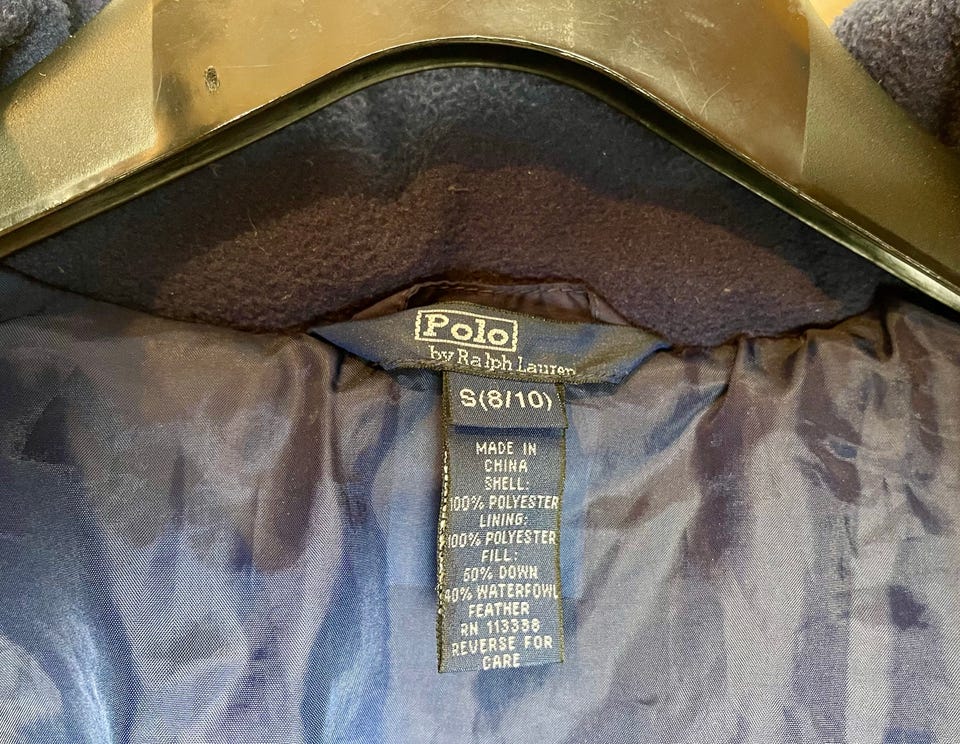 Polo
by Ralph Lauren
S(8/10)
MADE IN
CHINA
SHELL:
100% POLYESTER
LINING:
100% POLYESTER
FILL:
60% DOWN
40% WATERFOWL
FEATHER
RN 113338
REVERSE FOR
CARE